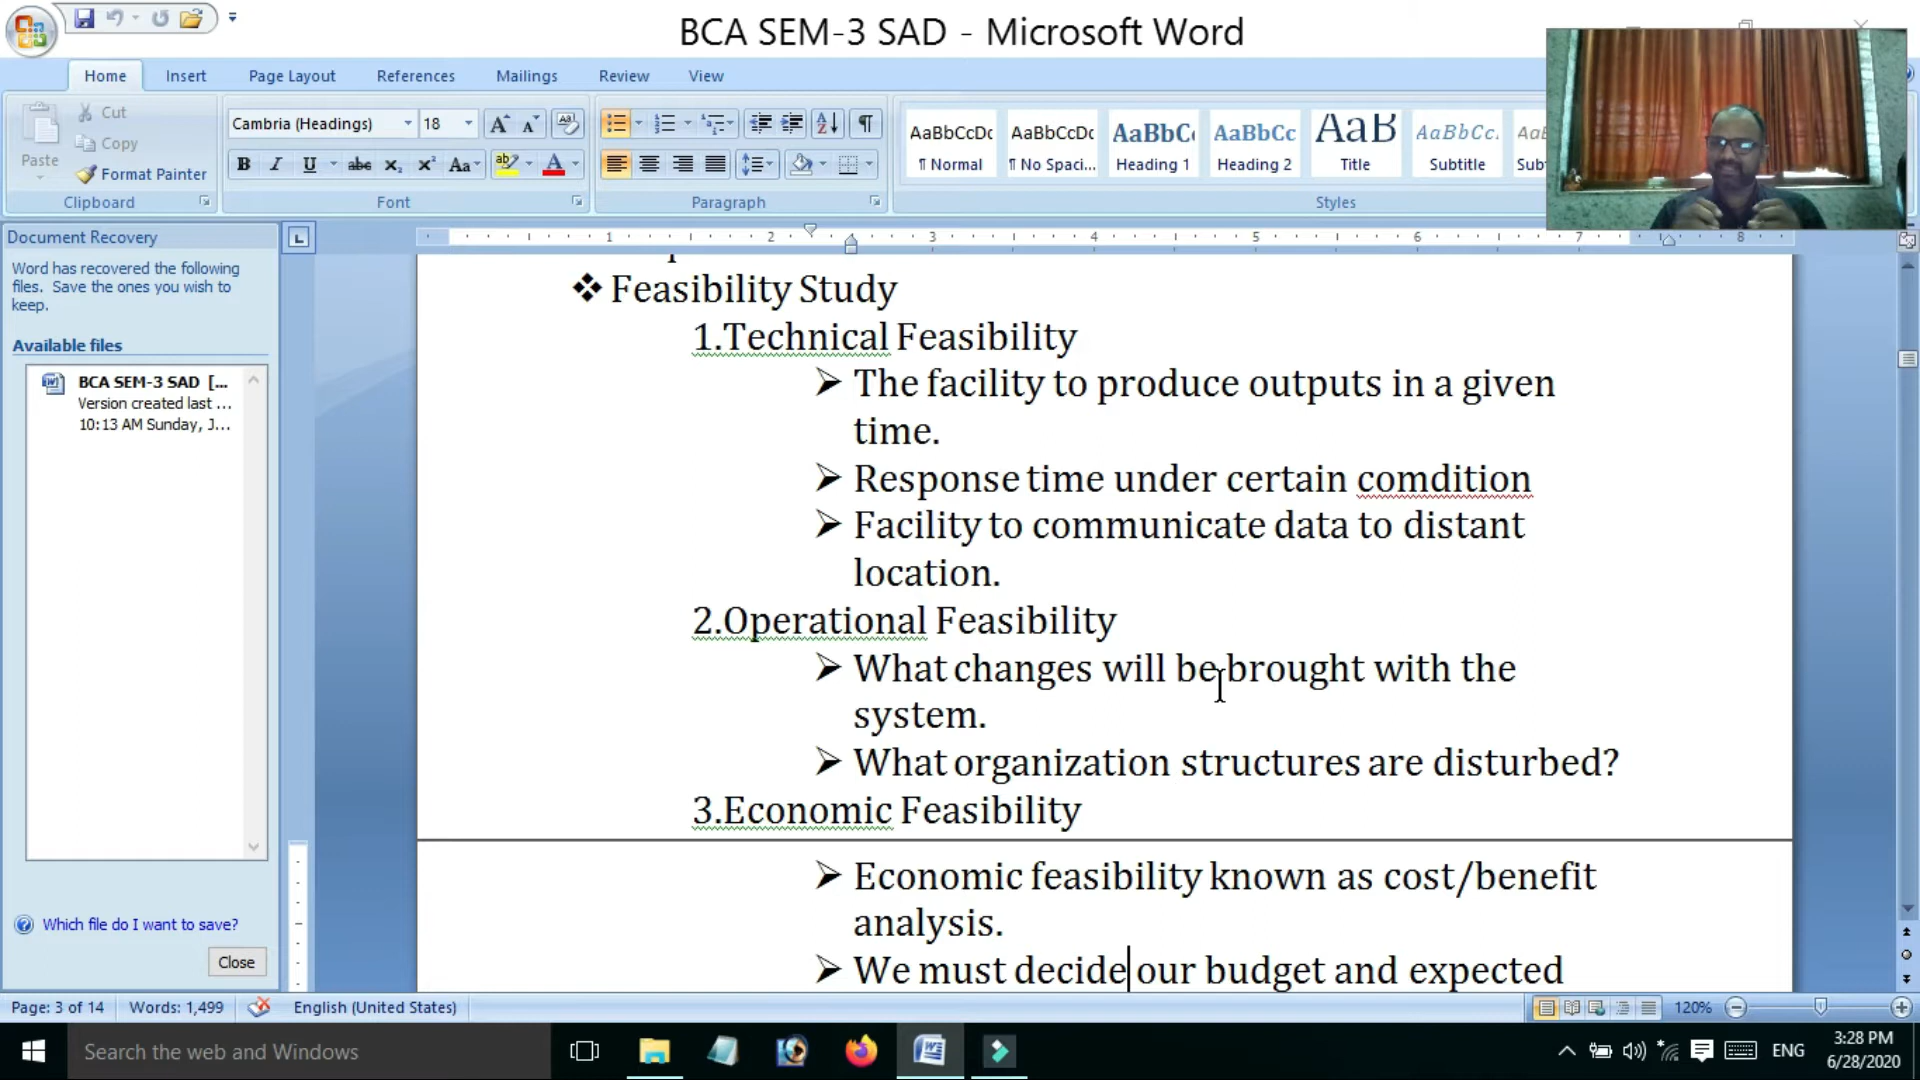 BCA SEM-3 SAD - Microsoft Word
Home Insert Page Layout References Mailings Review View
Paste
Cut
Copy
Format Painter
Clipboard
Cambria (Headings) 18
Font
Paragraph
AaBbCcDc AaBbCcDc AaBbC AaBbCc AaB AaBbCc.
¶ Normal ¶ No Spaci... Heading 1 Heading 2 Title Subtitle
Styles
Document Recovery
Word has recovered the following
files. Save the ones you wish to
keep.
Available files
BCA SEM-3 SAD [...
Version created last ...
10:13 AM Sunday, J...
Which file do I want to save?
Close
1 2 3 4 5 6 7 8
❖ Feasibility Study
1.Technical Feasibility
➢ The facility to produce outputs in a given
time.
➢ Response time under certain comdition
➢ Facility to communicate data to distant
location.
2.Operational Feasibility
➢ What changes will be brought with the
system.
➢ What organization structures are disturbed?
3.Economic Feasibility
➢ Economic feasibility known as cost/benefit
analysis.
➢ We must decide our budget and expected
Page: 3 of 14 Words: 1,499 English (United States) 120%
Search the web and Windows
ENG
3:28 PM
6/28/2020